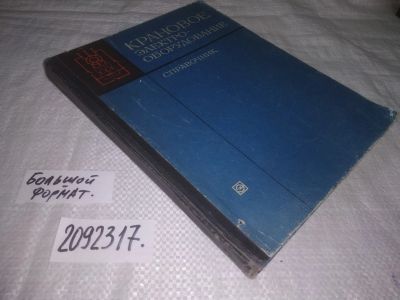 КРАНОВОЕ
ЭЛЕКТРО-
ОБОРУДОВАНИЕ
СПРАВОЧНИК
БОЛЬШОЙ
ФОРМАТ.
2092317.